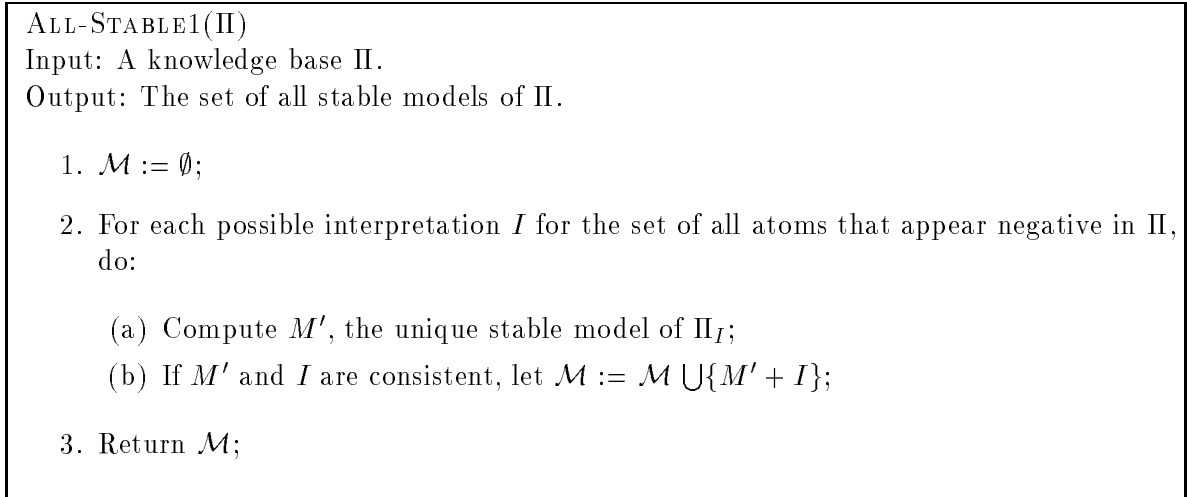 ALL-STABLE1(Π)
Input: A knowledge base Π.
Output: The set of all stable models of Π.
1. ℳ := ∅;
2. For each possible interpretation I for the set of all atoms that appear negative in Π,
do:
(a) Compute M′, the unique stable model of Π_I;
(b) If M′ and I are consistent, let ℳ := ℳ ⋃{M′ + I};
3. Return ℳ;